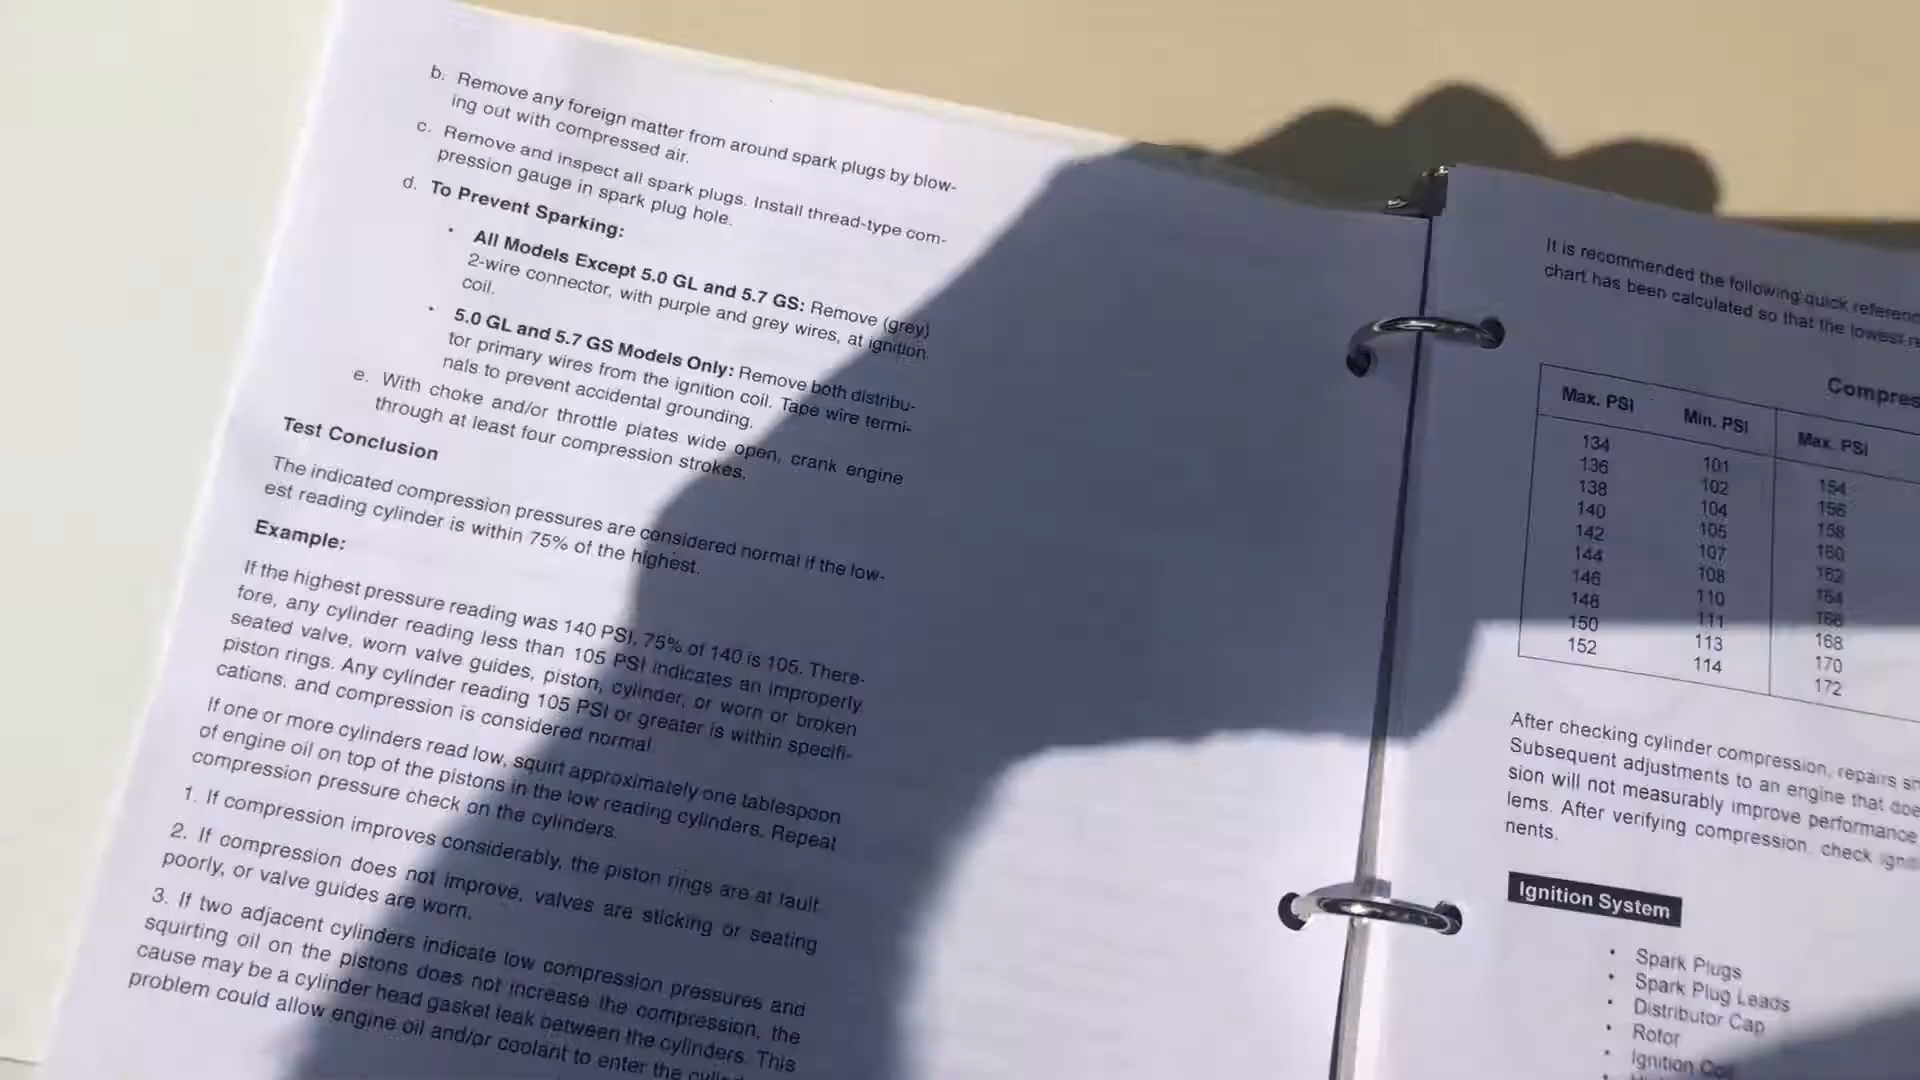 b. Remove any foreign matter from around spark plugs by blow-
ing out with compressed air.
c. Remove and inspect all spark plugs. Install thread-type com-
pression gauge in spark plug hole.
d. To Prevent Sparking:
• All Models Except 5.0 GL and 5.7 GS: Remove (grey)
2-wire connector, with purple and grey wires, at ignition
coil.
• 5.0 GL and 5.7 GS Models Only: Remove both distribu-
tor primary wires from the ignition coil. Tape wire termi-
nals to prevent accidental grounding.
e. With choke and/or throttle plates wide open, crank engine
through at least four compression strokes.
Test Conclusion
The indicated compression pressures are considered normal if the low-
est reading cylinder is within 75% of the highest.
Example:
If the highest pressure reading was 140 PSI, 75% of 140 is 105. There-
fore, any cylinder reading less than 105 PSI indicates an improperly
seated valve, worn valve guides, piston, cylinder, or worn or broken
piston rings. Any cylinder reading 105 PSI or greater is within specifi-
cations, and compression is considered normal.
If one or more cylinders read low, squirt approximately one tablespoon
of engine oil on top of the pistons in the low reading cylinders. Repeat
compression pressure check on the cylinders.
1. If compression improves considerably, the piston rings are at fault.
2. If compression does not improve, valves are sticking or seating
poorly, or valve guides are worn.
3. If two adjacent cylinders indicate low compression pressures and
squirting oil on the pistons does not increase the compression, the
cause may be a cylinder head gasket leak between the cylinders. This
problem could allow engine oil and/or coolant to enter the
It is recommended the following quick referenc
chart has been calculated so that the lowest
Compres
Max. PSI Min. PSI Max. PSI
134 101 154
136 102 156
138 104 158
140 105 160
142 107 162
144 108 164
146 110 166
148 111 168
150 113 170
152 114 172
After checking cylinder compression, repairs
Subsequent adjustments to an engine that doe
sion will not measurably improve performance
lems. After verifying compression, check
nents.
Ignition System
• Spark Plugs
• Spark Plug Leads
• Distributor Cap
• Rotor
• Ignition